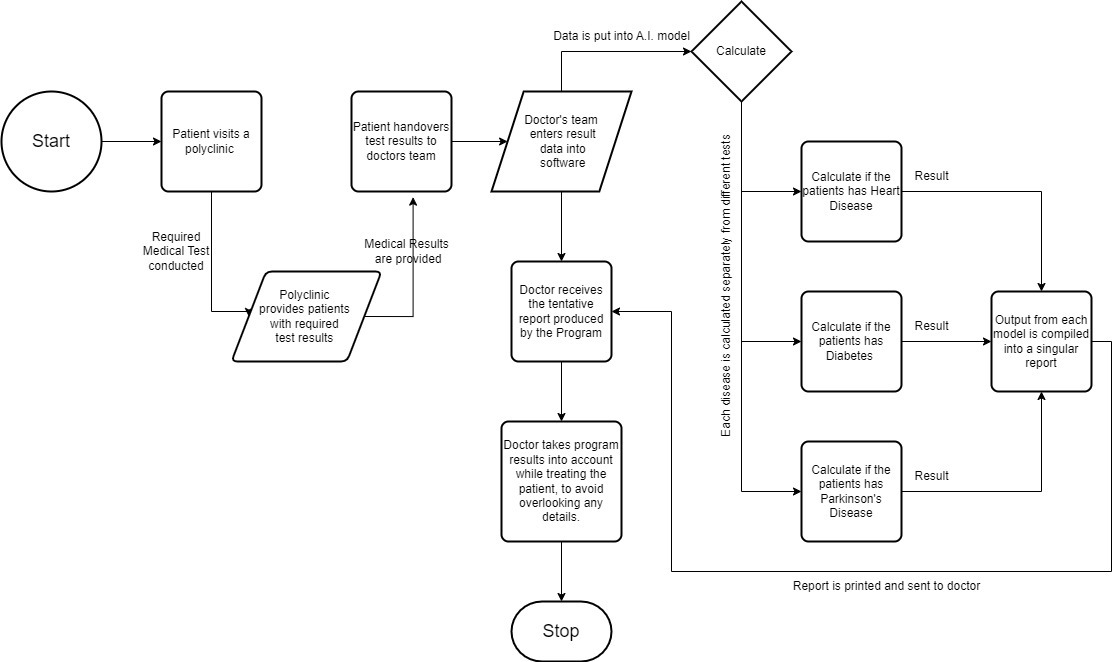 Data is put into A.I. model
Calculate
Start
Patient visits a
polyclinic
Patient handovers
test results to
doctors team
Doctor's team
enters result
data into
software
Required
Medical Test
conducted
Medical Results
are provided
Polyclinic
provides patients
with required
test results
Each disease is calculated separately from different tests
Calculate if the
patients has Heart
Disease
Result
Doctor receives
the tentative
report produced
by the Program
Calculate if the
patients has
Diabetes
Result
Output from each
model is compiled
into a singular
report
Doctor takes program
results into account
while treating the
patient, to avoid
overlooking any
details.
Calculate if the
patients has
Parkinson's
Disease
Result
Report is printed and sent to doctor
Stop